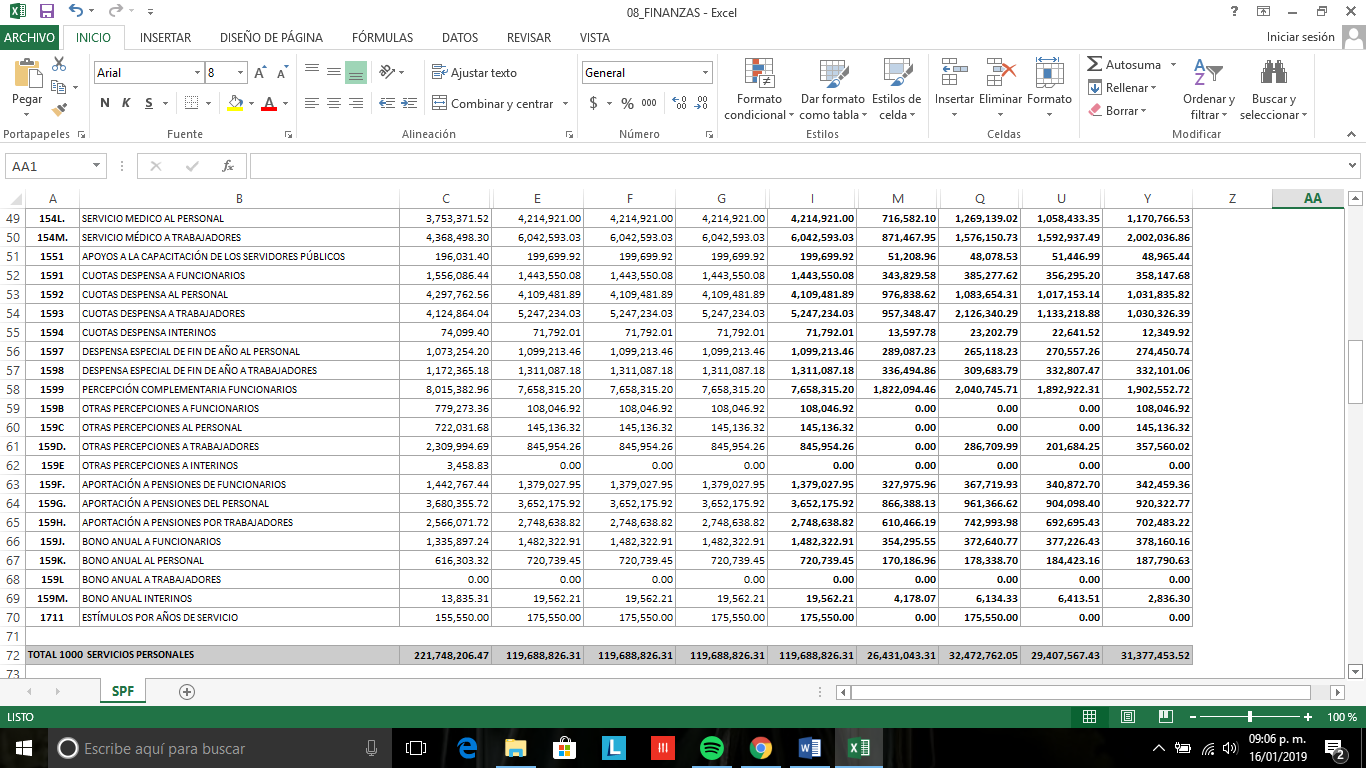 08_FINANZAS - Excel
ARCHIVO INICIO INSERTAR DISEÑO DE PÁGINA FÓRMULAS DATOS REVISAR VISTA Iniciar sesión
Pegar Arial 8 Ajustar texto General Formato condicional Dar formato como tabla Estilos de celda Insertar Eliminar Formato Autosuma Rellenar Borrar Ordenar y filtrar Buscar y seleccionar
N K S Combinar y centrar $ % 000
Portapapeles Fuente Alineación Número Estilos Celdas Modificar
AA1 fx
A B C E F G I M Q U Y Z AA
49 154L. SERVICIO MEDICO AL PERSONAL 3,753,371.52 4,214,921.00 4,214,921.00 4,214,921.00 4,214,921.00 716,582.10 1,269,139.02 1,058,433.35 1,170,766.53
50 154M. SERVICIO MÉDICO A TRABAJADORES 4,368,498.30 6,042,593.03 6,042,593.03 6,042,593.03 6,042,593.03 871,467.95 1,576,150.73 1,592,937.49 2,002,036.86
51 1551 APOYOS A LA CAPACITACIÓN DE LOS SERVIDORES PÚBLICOS 196,031.40 199,699.92 199,699.92 199,699.92 199,699.92 51,208.96 48,078.53 51,446.99 48,965.44
52 1591 CUOTAS DESPENSA A FUNCIONARIOS 1,556,086.44 1,443,550.08 1,443,550.08 1,443,550.08 1,443,550.08 343,829.58 385,277.62 356,295.20 358,147.68
53 1592 CUOTAS DESPENSA AL PERSONAL 4,297,762.56 4,109,481.89 4,109,481.89 4,109,481.89 4,109,481.89 976,838.62 1,083,654.31 1,017,153.14 1,031,835.82
54 1593 CUOTAS DESPENSA A TRABAJADORES 4,124,864.04 5,247,234.03 5,247,234.03 5,247,234.03 5,247,234.03 957,348.47 2,126,340.29 1,133,218.88 1,030,326.39
55 1594 CUOTAS DESPENSA INTERINOS 74,099.40 71,792.01 71,792.01 71,792.01 71,792.01 13,597.78 23,202.79 22,641.52 12,349.92
56 1597 DESPENSA ESPECIAL DE FIN DE AÑO AL PERSONAL 1,073,254.20 1,099,213.46 1,099,213.46 1,099,213.46 1,099,213.46 289,087.23 265,118.23 270,557.26 274,450.74
57 1598 DESPENSA ESPECIAL DE FIN DE AÑO A TRABAJADORES 1,172,365.18 1,311,087.18 1,311,087.18 1,311,087.18 1,311,087.18 336,494.86 309,683.79 332,807.47 332,101.06
58 1599 PERCEPCIÓN COMPLEMENTARIA FUNCIONARIOS 8,015,382.96 7,658,315.20 7,658,315.20 7,658,315.20 7,658,315.20 1,822,094.46 2,040,745.71 1,892,922.31 1,902,552.72
59 159B OTRAS PERCEPCIONES A FUNCIONARIOS 779,273.36 108,046.92 108,046.92 108,046.92 108,046.92 0.00 0.00 0.00 108,046.92
60 159C OTRAS PERCEPCIONES AL PERSONAL 722,031.68 145,136.32 145,136.32 145,136.32 145,136.32 0.00 0.00 0.00 145,136.32
61 159D. OTRAS PERCEPCIONES A TRABAJADORES 2,309,994.69 845,954.26 845,954.26 845,954.26 845,954.26 0.00 286,709.99 201,684.25 357,560.02
62 159E OTRAS PERCEPCIONES A INTERINOS 3,458.83 0.00 0.00 0.00 0.00 0.00 0.00 0.00 0.00
63 159F. APORTACIÓN A PENSIONES DE FUNCIONARIOS 1,442,767.44 1,379,027.95 1,379,027.95 1,379,027.95 1,379,027.95 327,975.96 367,719.93 340,872.70 342,459.36
64 159G. APORTACIÓN A PENSIONES DEL PERSONAL 3,680,355.72 3,652,175.92 3,652,175.92 3,652,175.92 3,652,175.92 866,388.13 961,366.62 904,098.40 920,322.77
65 159H. APORTACIÓN A PENSIONES POR TRABAJADORES 2,566,071.72 2,748,638.82 2,748,638.82 2,748,638.82 2,748,638.82 610,466.19 742,993.98 692,695.43 702,483.22
66 159J. BONO ANUAL A FUNCIONARIOS 1,335,897.24 1,482,322.91 1,482,322.91 1,482,322.91 1,482,322.91 354,295.55 372,640.77 377,226.43 378,160.16
67 159K. BONO ANUAL AL PERSONAL 616,303.32 720,739.45 720,739.45 720,739.45 720,739.45 170,186.96 178,338.70 184,423.16 187,790.63
68 159L BONO ANUAL A TRABAJADORES 0.00 0.00 0.00 0.00 0.00 0.00 0.00 0.00 0.00
69 159M. BONO ANUAL INTERINOS 13,835.31 19,562.21 19,562.21 19,562.21 19,562.21 4,178.07 6,134.33 6,413.51 2,836.30
70 1711 ESTÍMULOS POR AÑOS DE SERVICIO 155,550.00 175,550.00 175,550.00 175,550.00 175,550.00 0.00 175,550.00 0.00 0.00
71
72 TOTAL 1000 SERVICIOS PERSONALES 221,748,206.47 119,688,826.31 119,688,826.31 119,688,826.31 119,688,826.31 26,431,043.31 32,472,762.05 29,407,567.43 31,377,453.52
73
SPF
LISTO 100 %
Escribe aquí para buscar 09:06 p. m.
16/01/2019 2